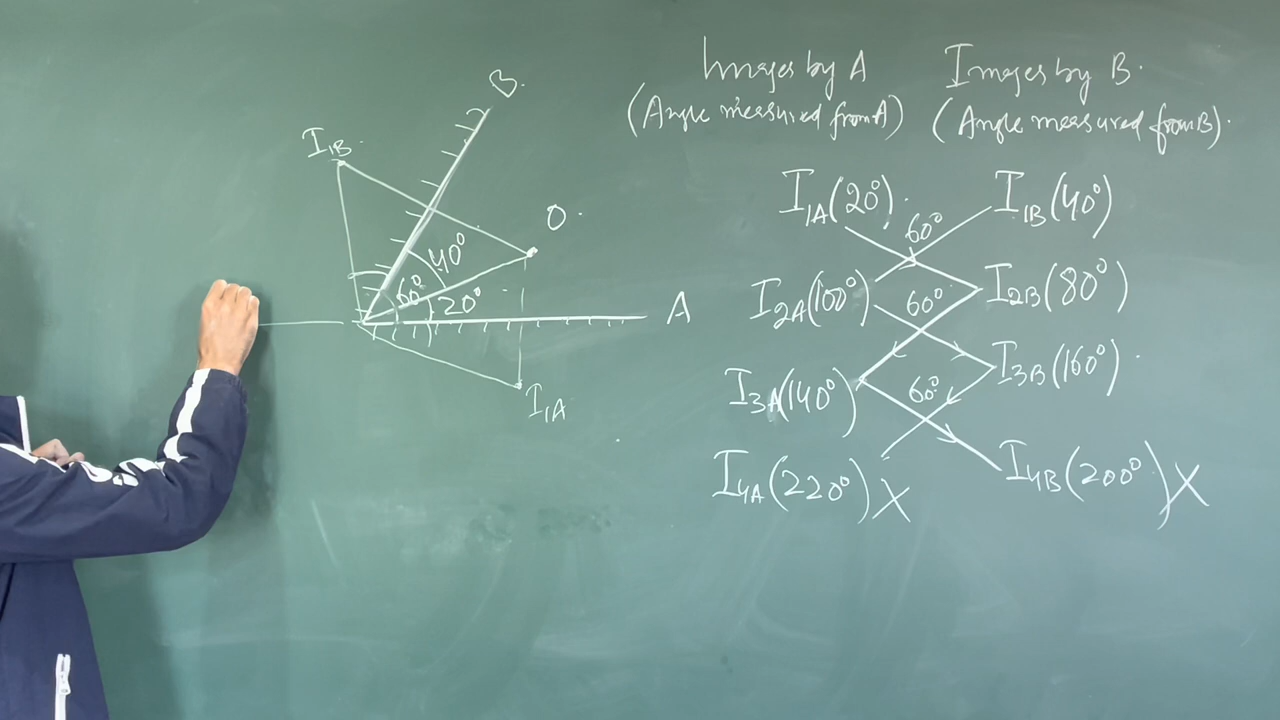 B.
I1B
O.
40°
60°
20°
A
I1A
Images by A
(Angle measured from A)
Images by B.
(Angle measured from B).
I1A(20°).
60°
I1B(40°)
I2A(100°)
60°
I2B(80°)
I3A(140°)
60°
I3B(160°).
I4A(220°) X
I4B(200°) X